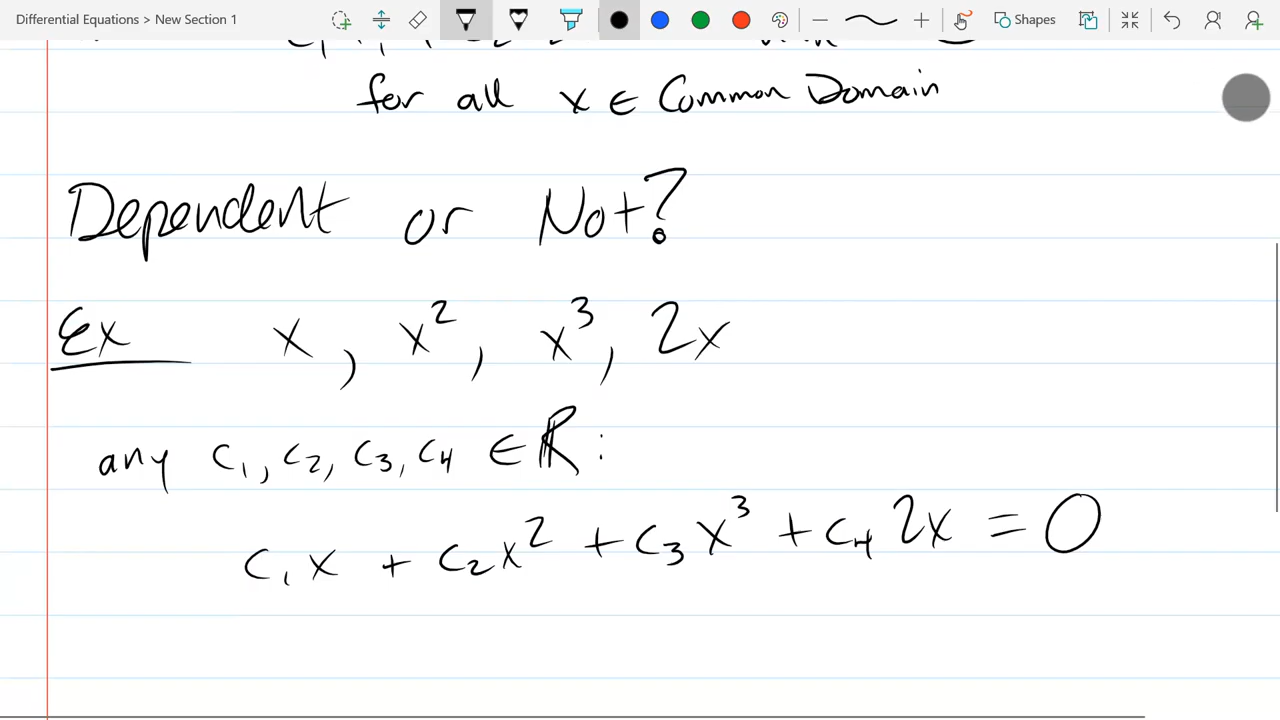 Differential Equations > New Section 1
Shapes
for all x ∈ Common Domain
Dependent or Not?
Ex x, x², x³, 2x
any c₁, c₂, c₃, c₄ ∈ ℝ:
c₁x + c₂x² + c₃x³ + c₄2x = 0